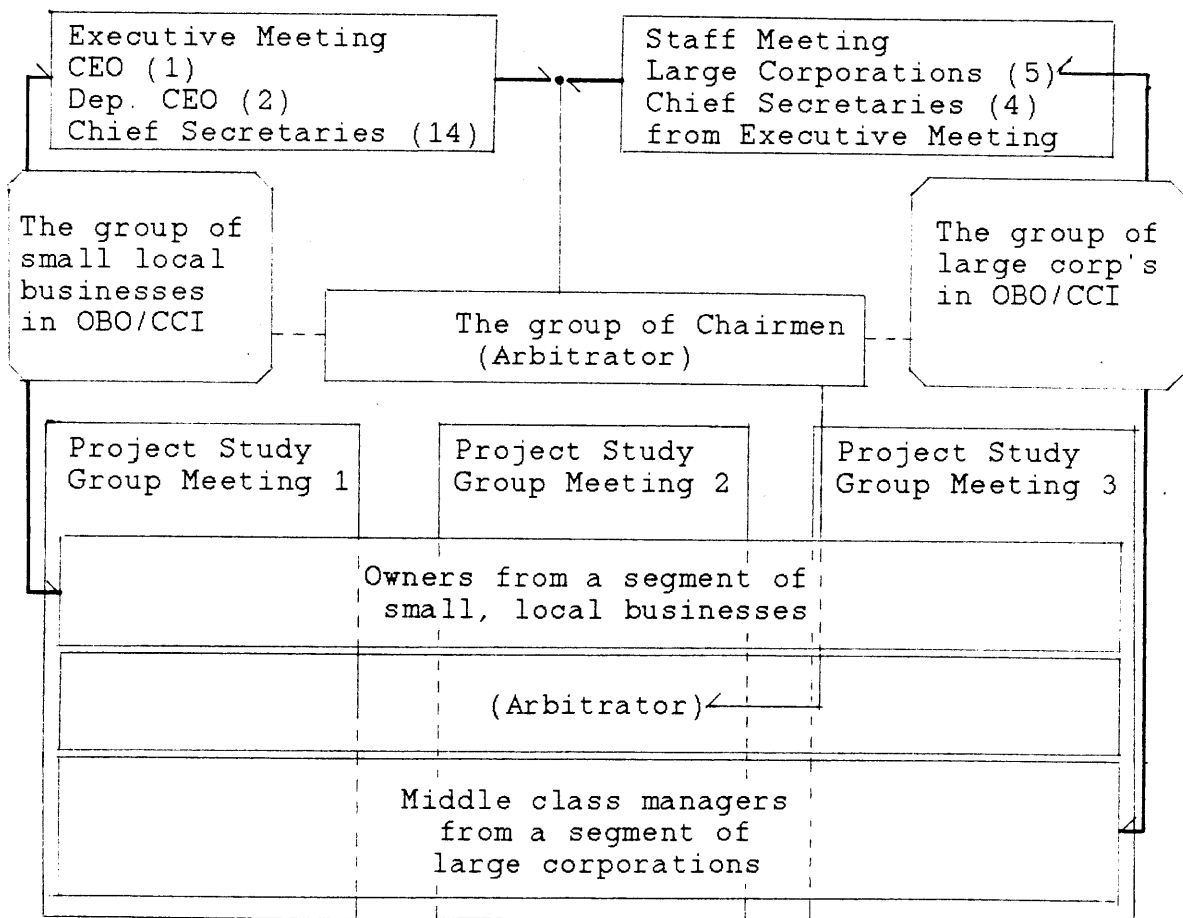 Executive Meeting
CEO (1)
Dep. CEO (2)
Chief Secretaries (14)
Staff Meeting
Large Corporations (5)
Chief Secretaries (4)
from Executive Meeting
The group of
small local
businesses
in OBO/CCI
The group of
large corp's
in OBO/CCI
The group of Chairmen
(Arbitrator)
Project Study
Group Meeting 1
Project Study
Group Meeting 2
Project Study
Group Meeting 3
Owners from a segment of
small, local businesses
(Arbitrator)
Middle class managers
from a segment of
large corporations